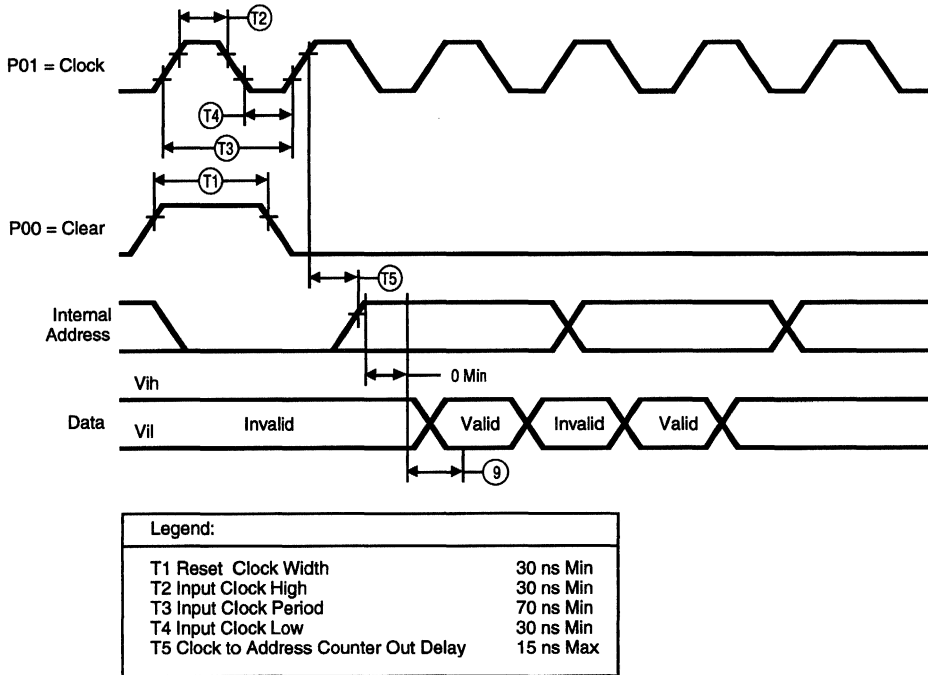 T2
P01 = Clock
T4
T3
T1
P00 = Clear
T5
Internal
Address
0 Min
Vih
Data
Vil
Invalid
Valid
Invalid
Valid
9
Legend:
T1 Reset Clock Width 30 ns Min
T2 Input Clock High 30 ns Min
T3 Input Clock Period 70 ns Min
T4 Input Clock Low 30 ns Min
T5 Clock to Address Counter Out Delay 15 ns Max